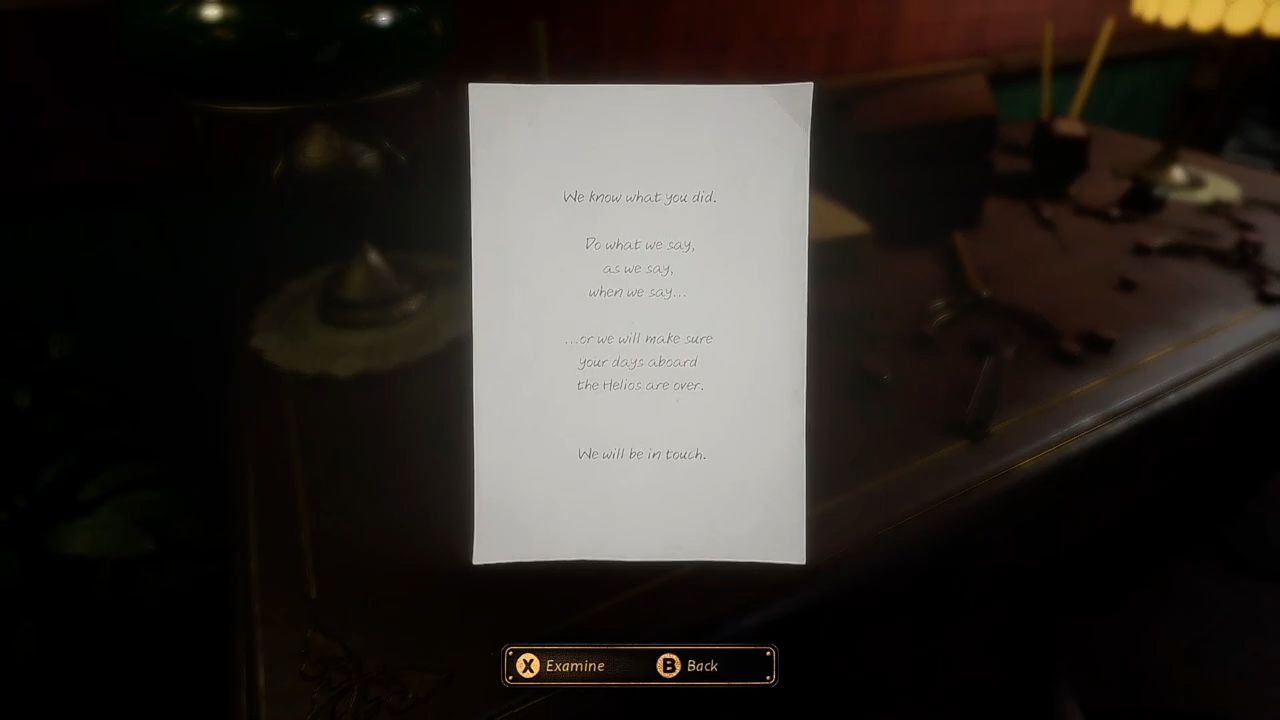 We know what you did.
Do what we say,
as we say,
when we say...
...or we will make sure
your days aboard
the Helios are over.
We will be in touch.
X Examine B Back